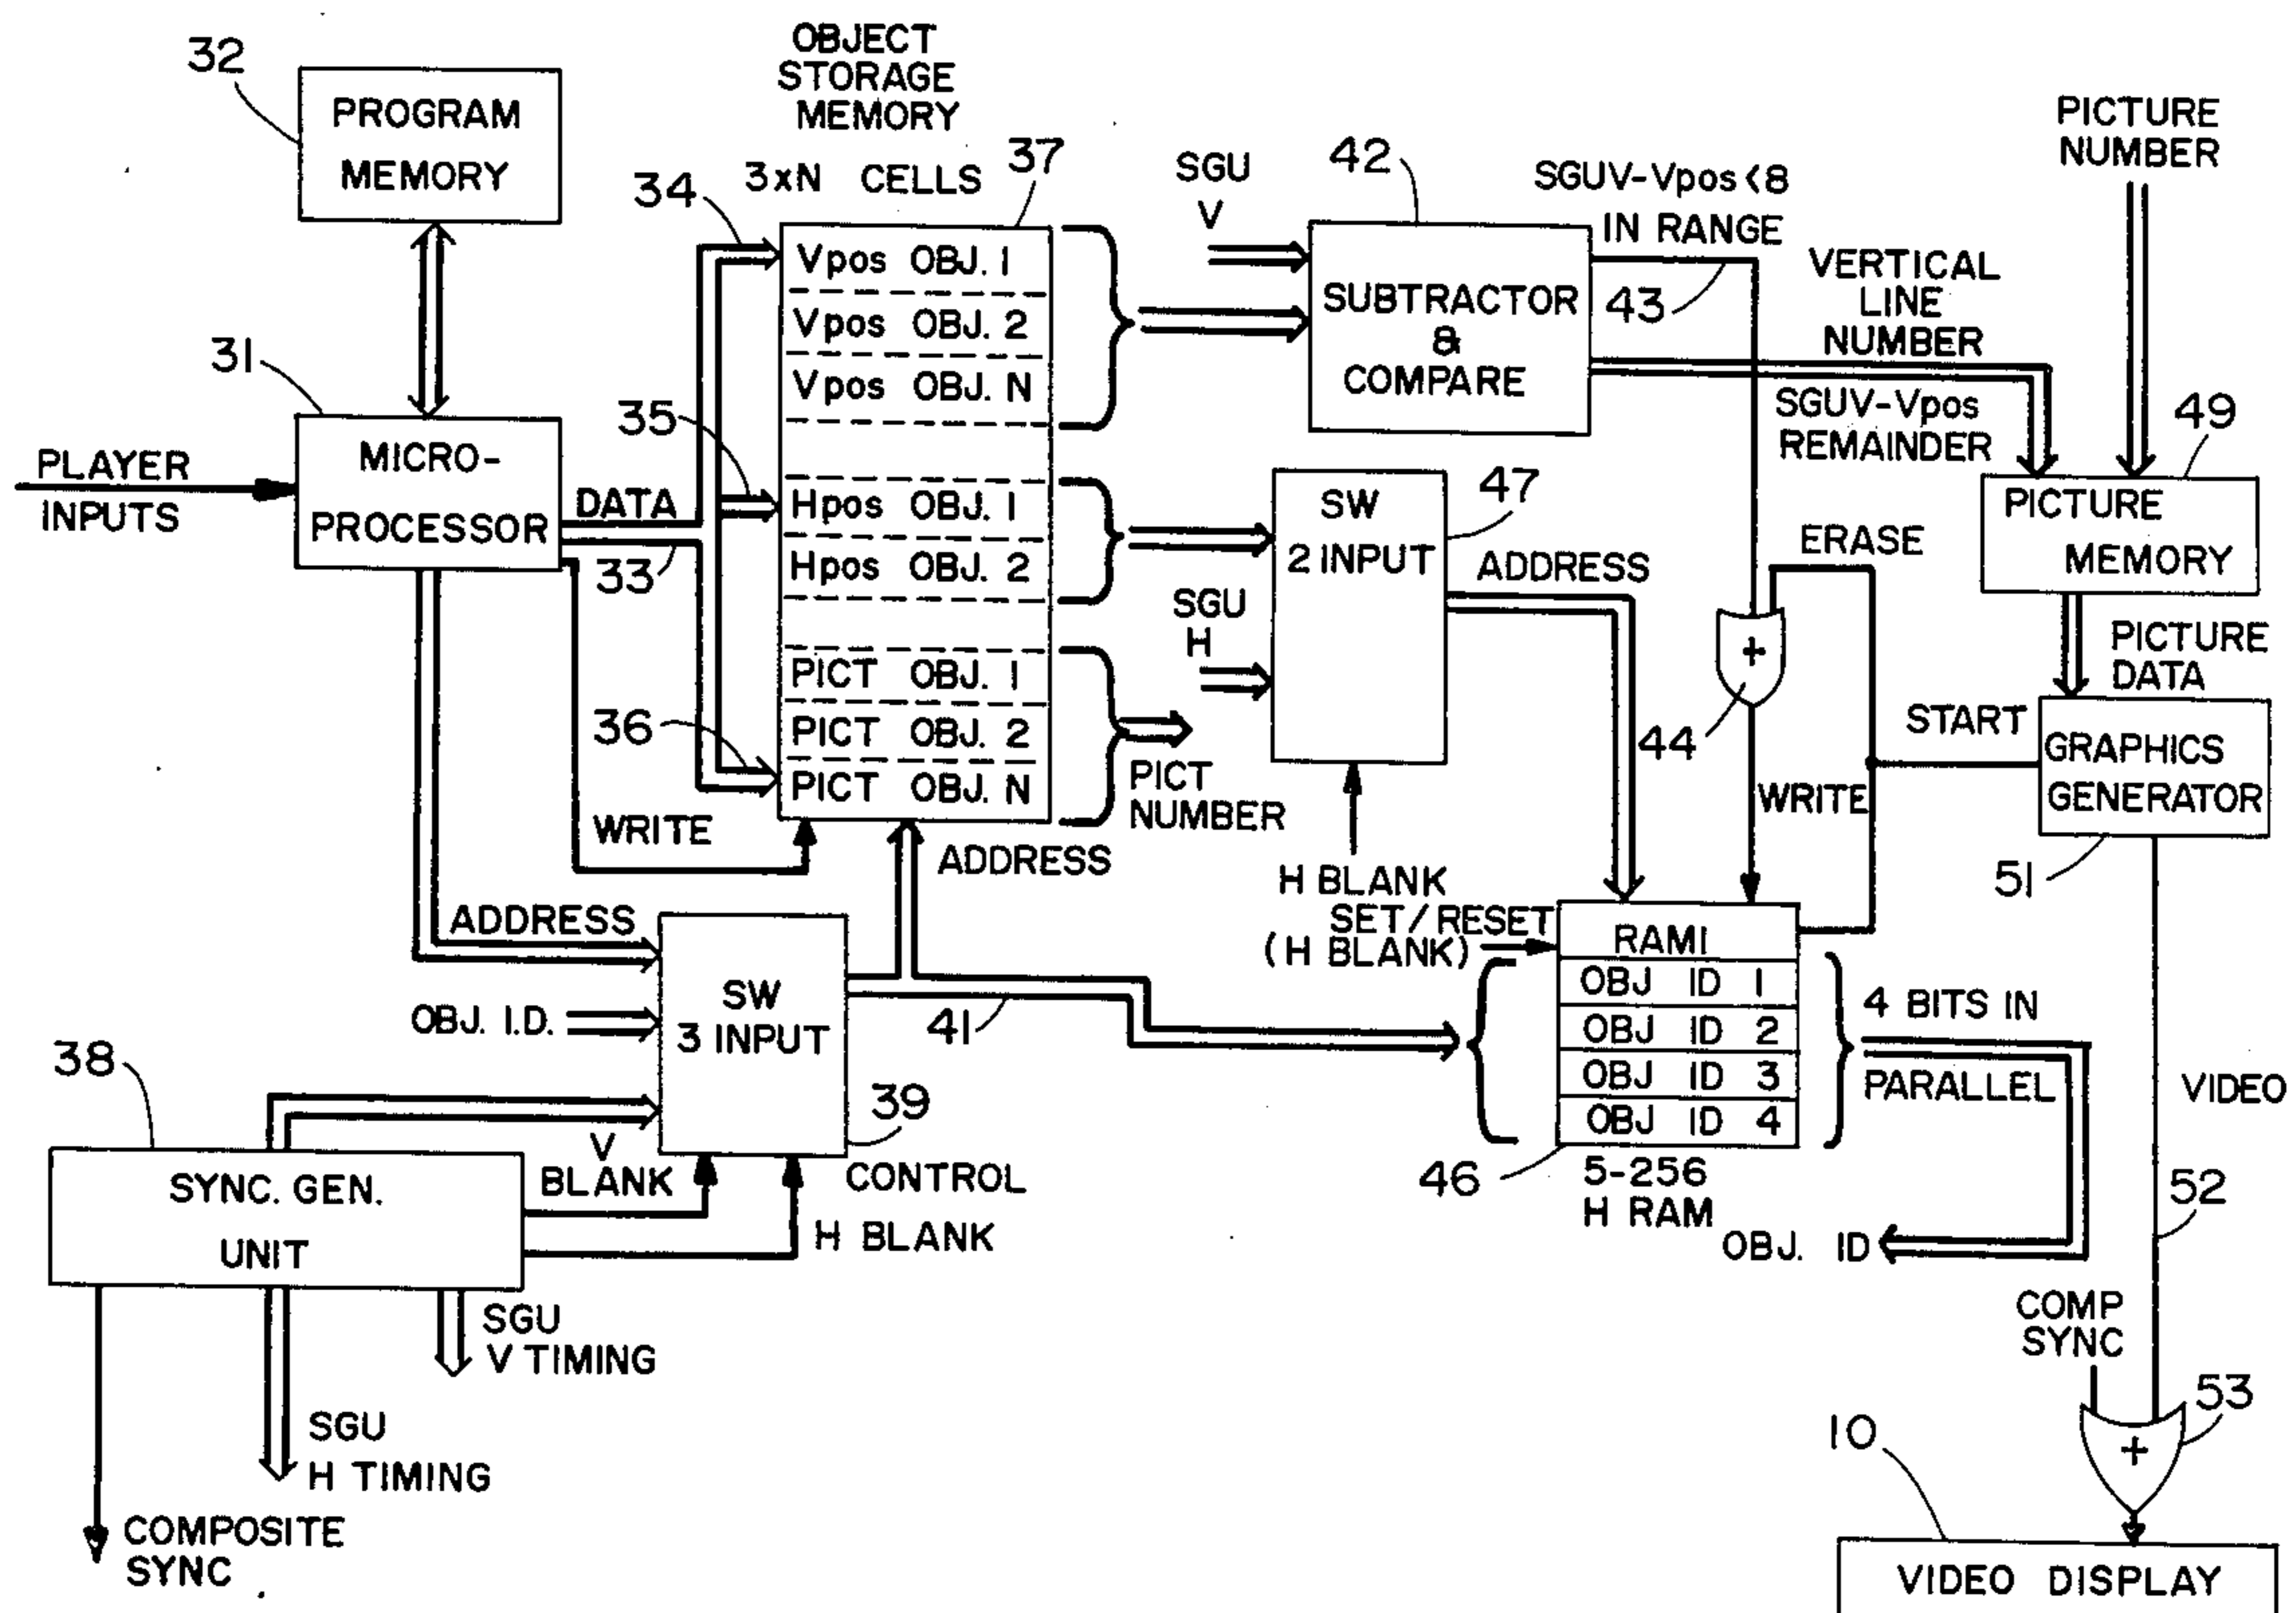 32
PROGRAM
MEMORY
OBJECT
STORAGE
MEMORY
3xN CELLS
37
34
Vpos OBJ. 1
Vpos OBJ. 2
Vpos OBJ. N
35
Hpos OBJ. 1
Hpos OBJ. 2
PICT OBJ. 1
PICT OBJ. 2
PICT OBJ. N
36
PICT
NUMBER
31
MICRO-
PROCESSOR
PLAYER
INPUTS
DATA
33
WRITE
ADDRESS
ADDRESS
SGU
V
42
SUBTRACTOR
&
COMPARE
SGUV-Vpos<8
IN RANGE
43
VERTICAL
LINE
NUMBER
SGUV-Vpos
REMAINDER
PICTURE
NUMBER
49
PICTURE
MEMORY
PICTURE
DATA
SW
2 INPUT
47
SGU
H
H BLANK
ADDRESS
ERASE
+
44
WRITE
START
GRAPHICS
GENERATOR
51
SET/RESET
(H BLANK)
RAM1
OBJ ID 1
OBJ ID 2
OBJ ID 3
OBJ ID 4
46
5-256
H RAM
4 BITS IN
PARALLEL
OBJ. ID
OBJ. I.D.
SW
3 INPUT
39
41
CONTROL
V
BLANK
H BLANK
38
SYNC. GEN.
UNIT
SGU
V TIMING
SGU
H TIMING
COMPOSITE
SYNC
VIDEO
52
COMP
SYNC
53
+
10
VIDEO DISPLAY